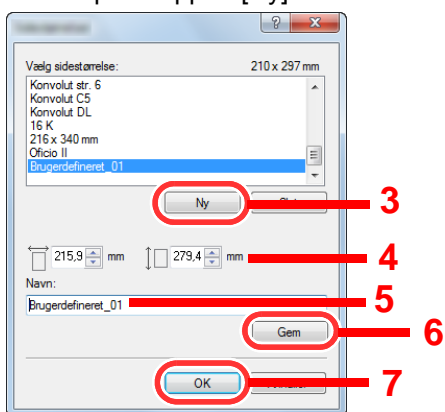 [Ny]
Vælg sidestørrelse: 210 x 297 mm
Konvolut str. 6
Konvolut C5
Konvolut DL
16 K
216 x 340 mm
Oficio II
Brugerdefineret_01
Ny
3
215,9 mm 279,4 mm
4
Navn:
Brugerdefineret_01
5
Gem
6
OK
7